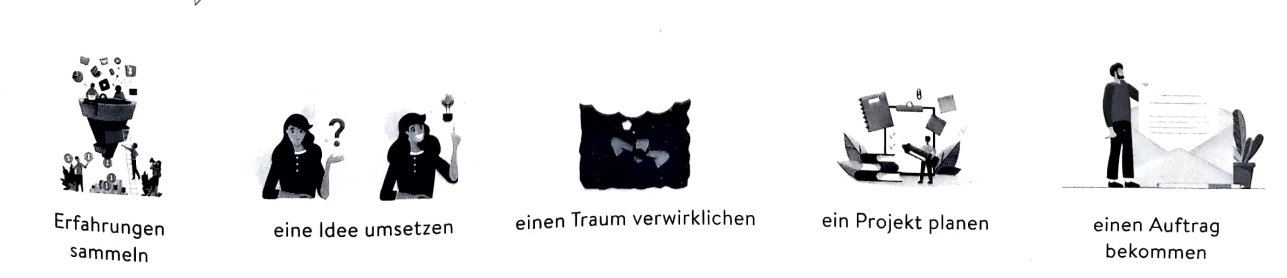 Erfahrungen
sammeln
eine Idee umsetzen
einen Traum verwirklichen
ein Projekt planen
einen Auftrag
bekommen